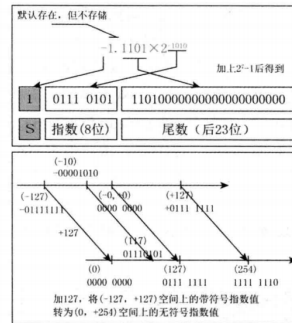 默认存在，但不存储
-1.1101×2^-1010
加上2^7-1后得到
1 0111 0101 11010000000000000000000
S 指数(8位) 尾数（后23位）
(-10)
-00001010
(-127) (-0,+0) (+127)
-01111111 0000 0000 +0111 1111
+127 (117)
01110101
(0) (127) (254)
0000 0000 0111 1111 1111 1110
加127，将(-127，+127)空间上的带符号指数值
转为(0，+254)空间上的无符号指数值